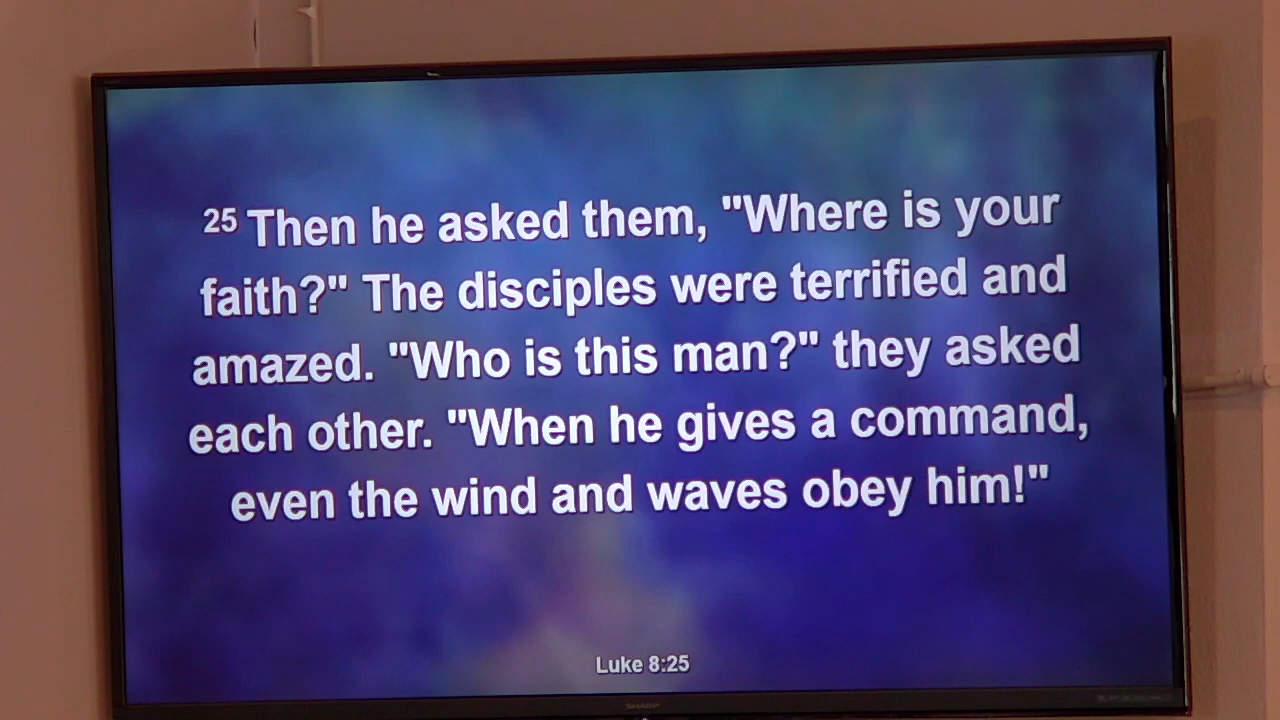 25 Then he asked them, "Where is your
faith?" The disciples were terrified and
amazed. "Who is this man?" they asked
each other. "When he gives a command,
even the wind and waves obey him!"
Luke 8:25
SHARP